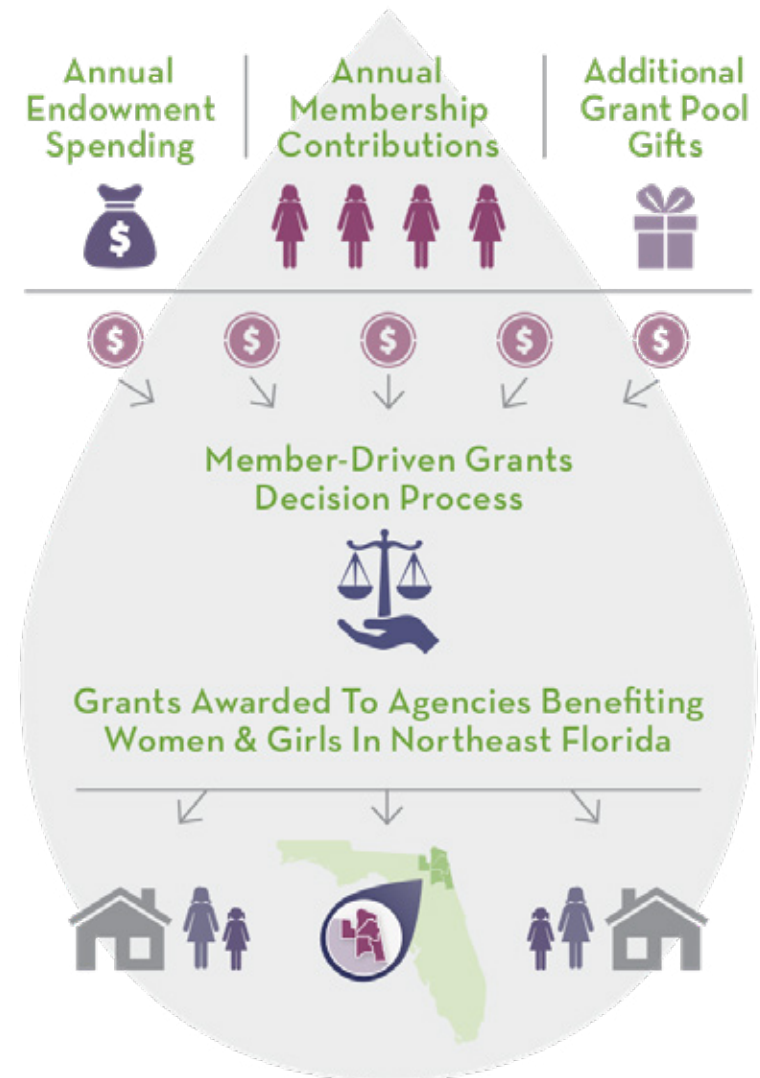 Annual
Endowment
Spending
Annual
Membership
Contributions
Additional
Grant Pool
Gifts
$
$ $ $ $ $
Member-Driven Grants
Decision Process
Grants Awarded To Agencies Benefiting
Women & Girls In Northeast Florida